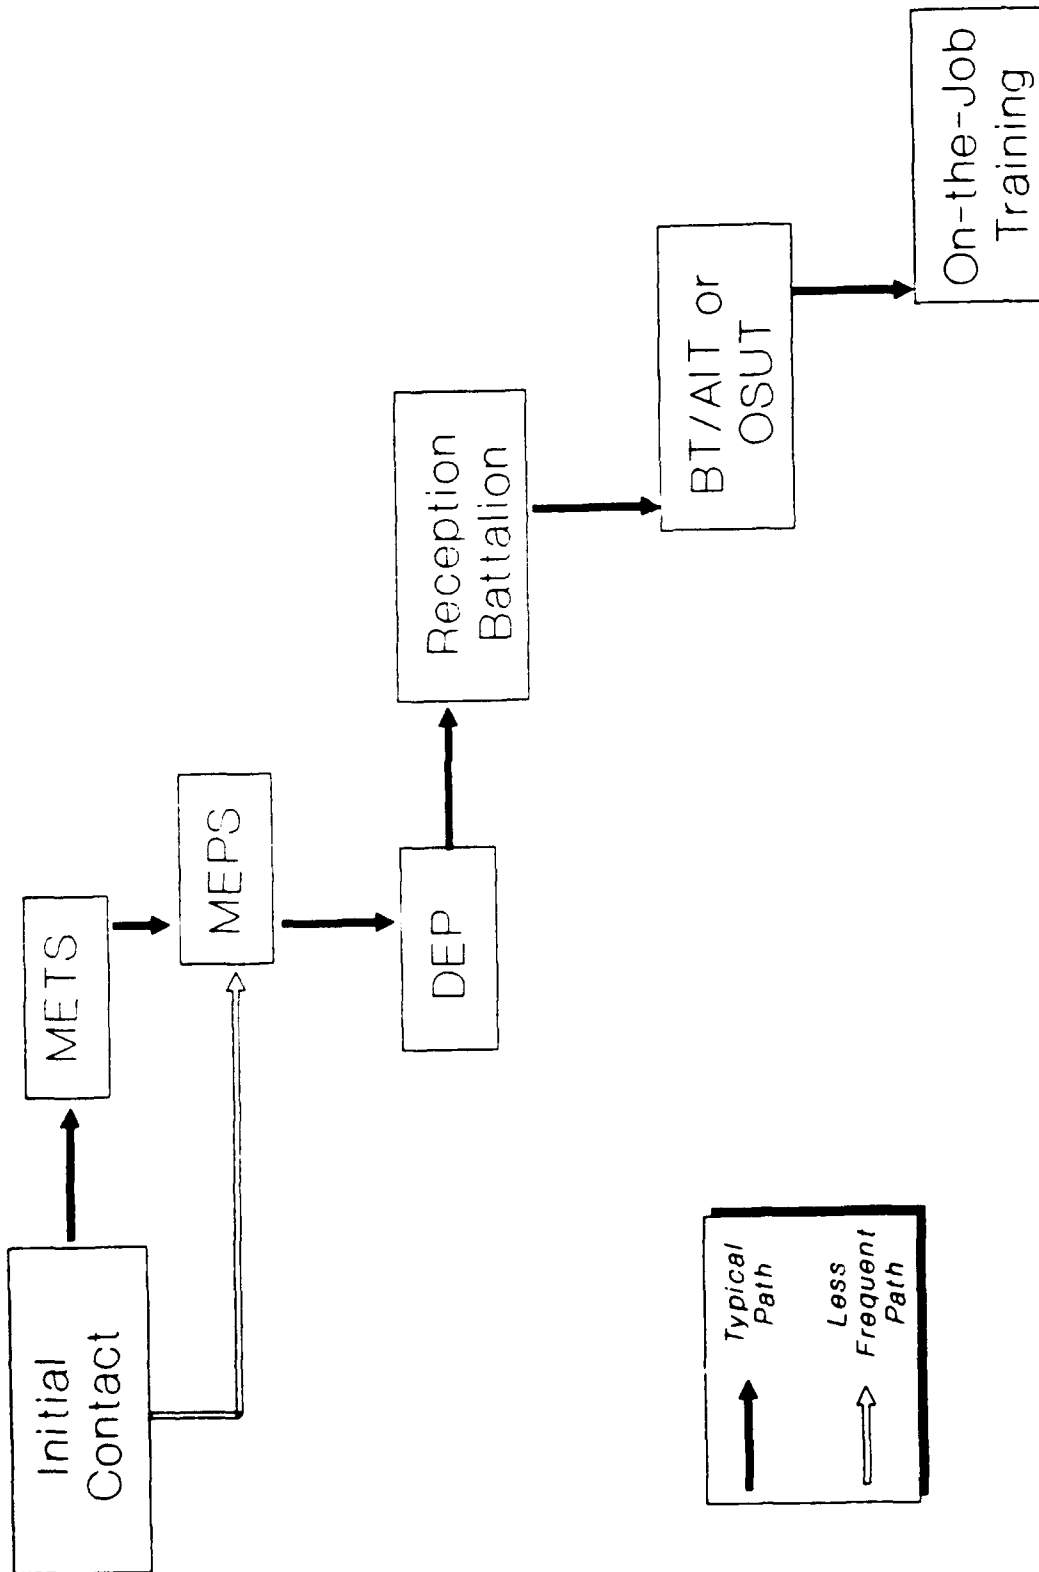 Initial
Contact
METS
MEPS
DEP
Reception
Battalion
BT/AIT or
OSUT
On-the-Job
Training
Typical
Path
Less
Frequent
Path